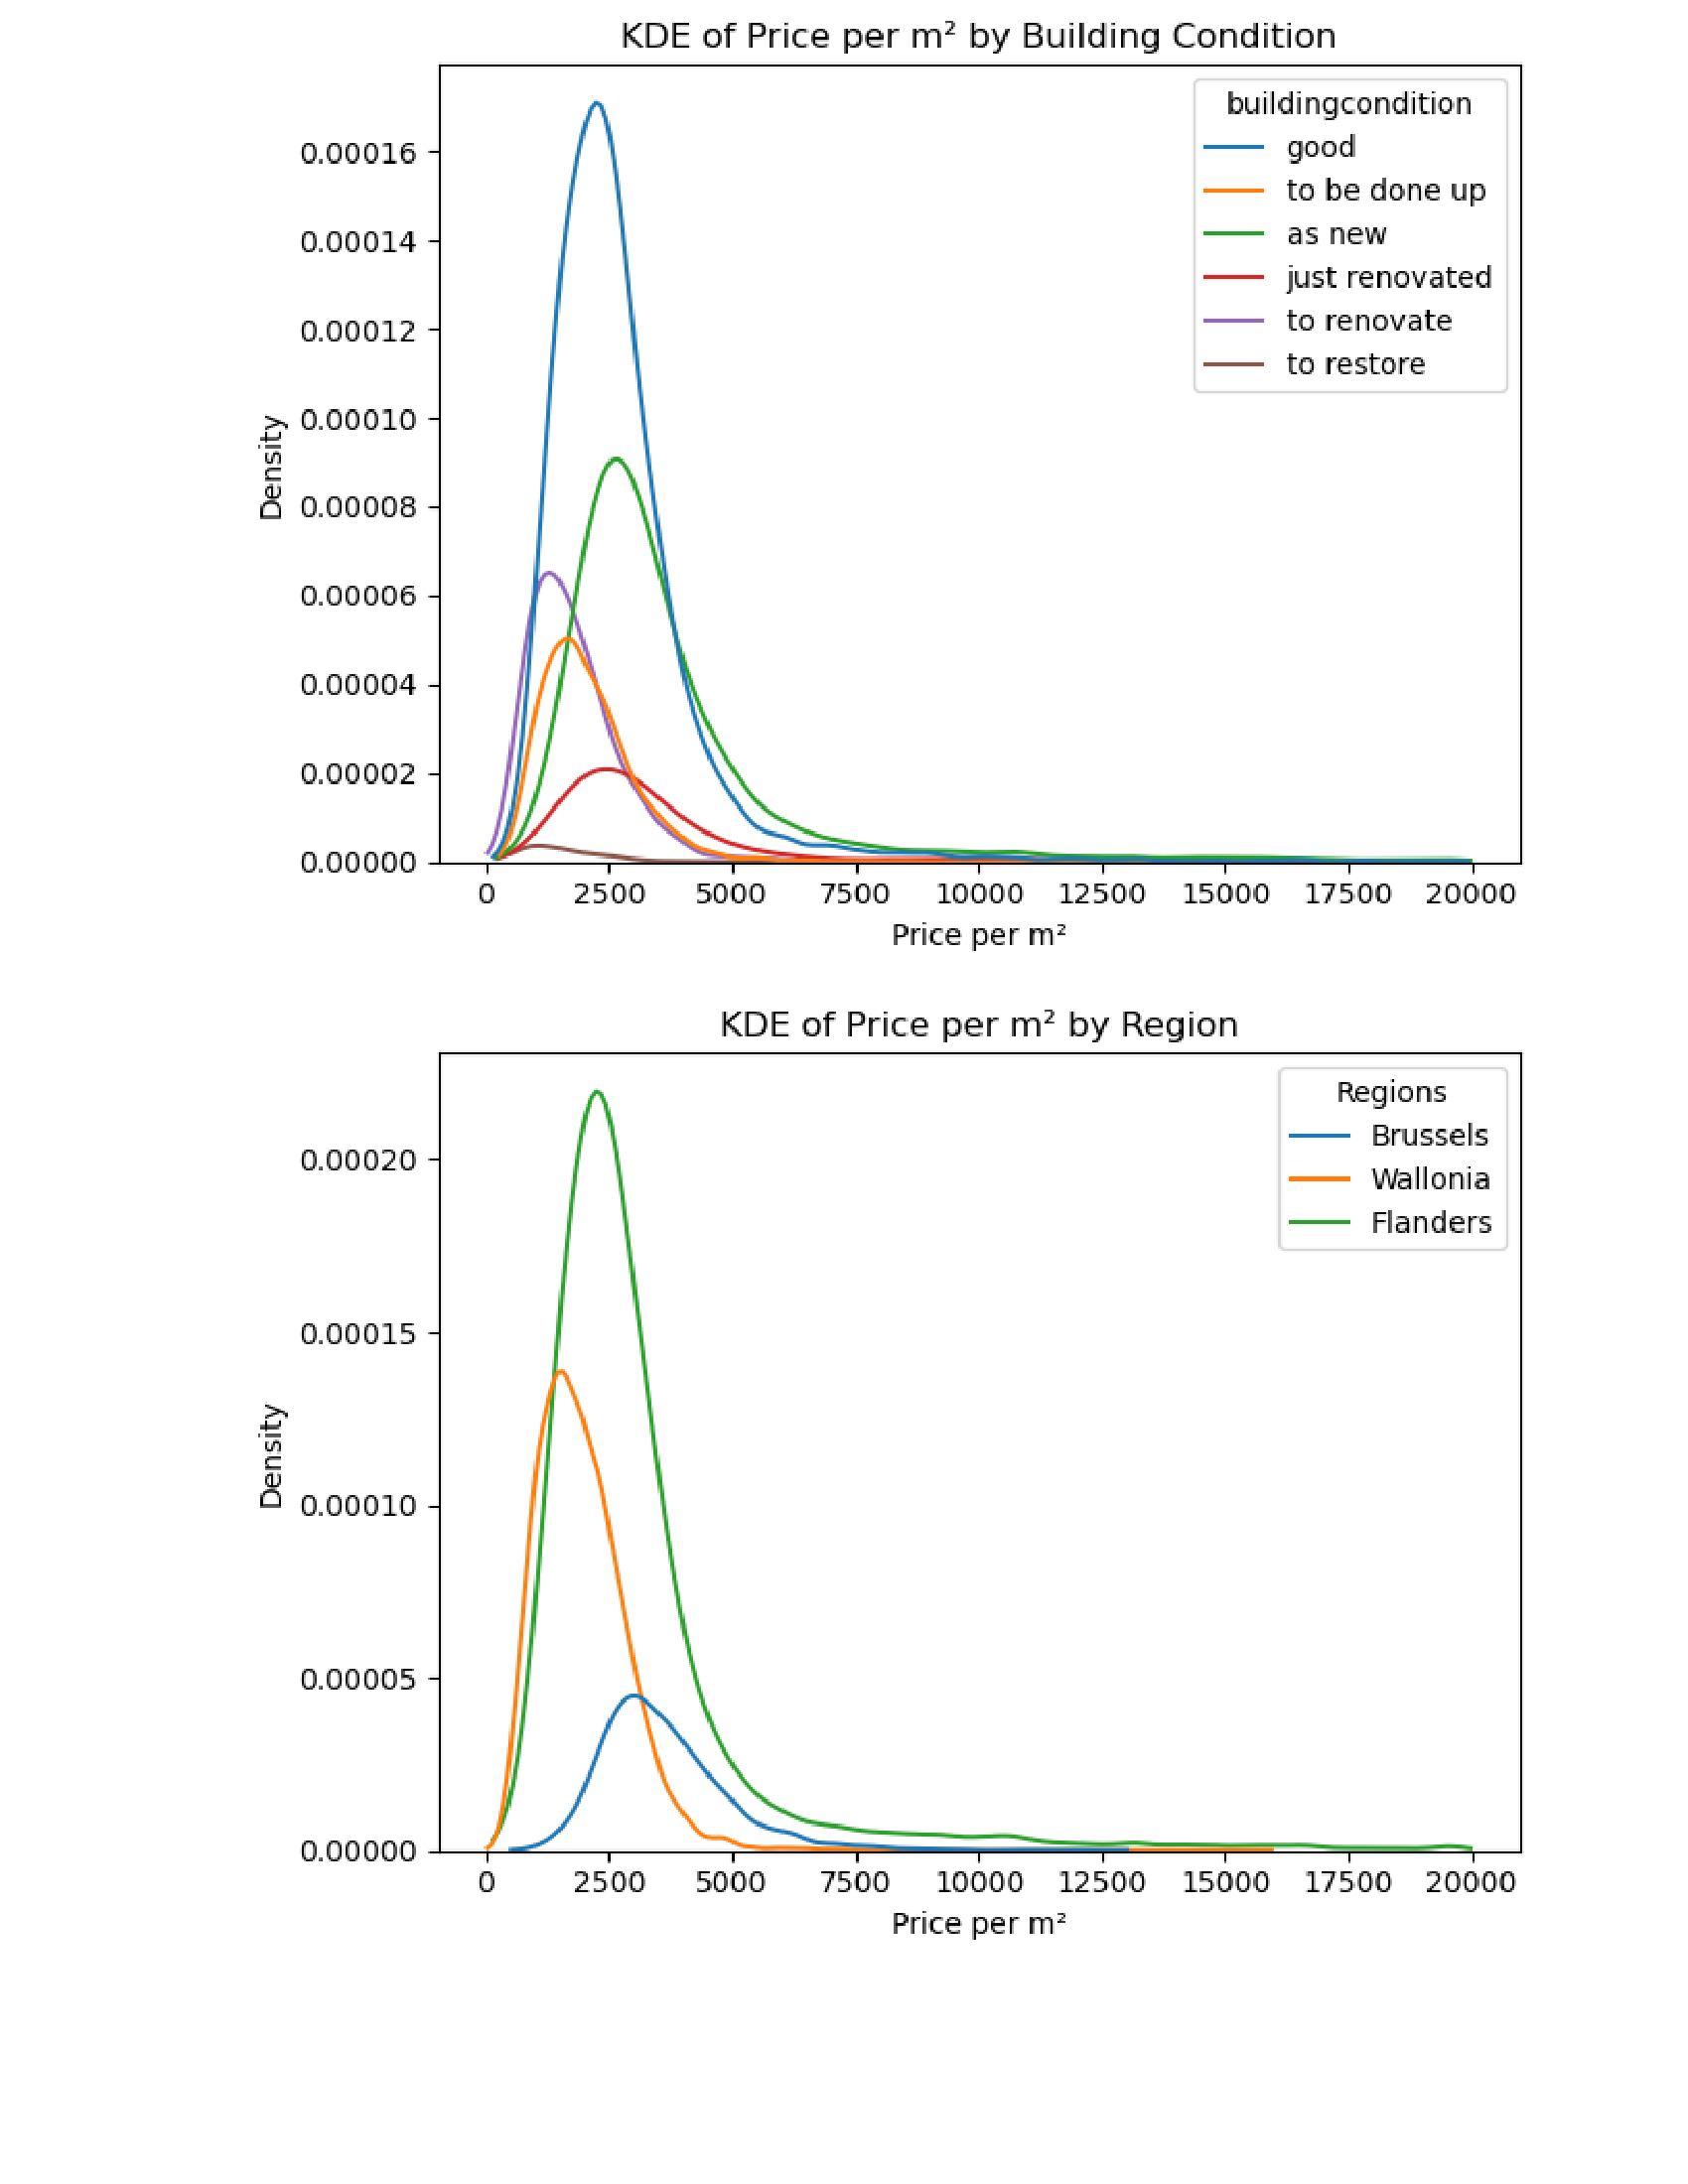 KDE of Price per m² by Building Condition
buildingcondition
good
to be done up
as new
just renovated
to renovate
to restore
Density
0.00016
0.00014
0.00012
0.00010
0.00008
0.00006
0.00004
0.00002
0.00000
0 2500 5000 7500 10000 12500 15000 17500 20000
Price per m²
KDE of Price per m² by Region
Regions
Brussels
Wallonia
Flanders
Density
0.00020
0.00015
0.00010
0.00005
0.00000
0 2500 5000 7500 10000 12500 15000 17500 20000
Price per m²